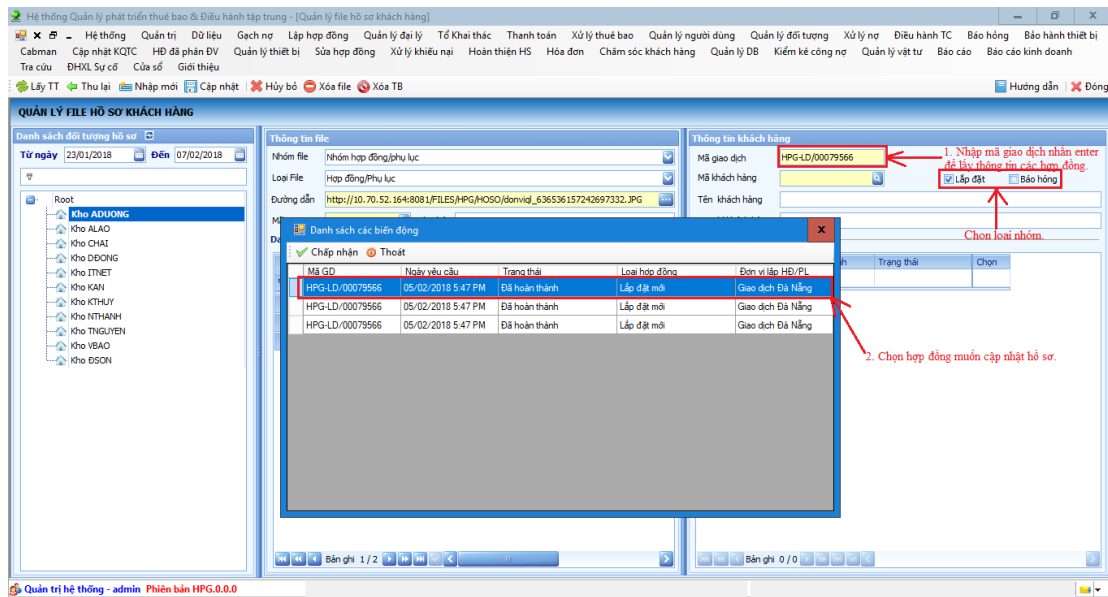 Hệ thống Quản lý phát triển thuê bao & Điều hành tập trung - [Quản lý file hồ sơ khách hàng]
Hệ thống Quản trị Dữ liệu Gạch nợ Lập hợp đồng Quản lý đại lý Tổ Khai thác Thanh toán Xử lý thuê bao Quản lý người dùng Quản lý đối tượng Xử lý nợ Điều hành TC Báo hỏng Bảo hành thiết bị
Cabman Cập nhật KQTC HĐ đã phân ĐV Quản lý thiết bị Sửa hợp đồng Xử lý khiếu nại Hoàn thiện HS Hóa đơn Chăm sóc khách hàng Quản lý DB Kiểm kê công nợ Quản lý vật tư Báo cáo Báo cáo kinh doanh
Tra cứu ĐHXL Sự cố Cửa sổ Giới thiệu
Lấy TT Thu lại Nhập mới Cập nhật Hủy bỏ Xóa file Xóa TB Hướng dẫn Đóng
QUẢN LÝ FILE HỒ SƠ KHÁCH HÀNG
Danh sách đối tượng hồ sơ
Từ ngày 23/01/2018 Đến 07/02/2018
Root
Kho ADUONG
Kho ALAO
Kho CHAI
Kho DĐONG
Kho ITNET
Kho KAN
Kho KTHUY
Kho NTHANH
Kho TNGUYEN
Kho VBAO
Kho ĐSON
Thông tin file
Nhóm file Nhóm hợp đồng/phụ lục
Loại File Hợp đồng/Phụ lục
Đường dẫn http://10.70.52.164:8081/FILES/HPG/HOSO/donviql_636536157242697332.JPG
Thông tin khách hàng
Mã giao dịch HPG-LD/00079566
1. Nhập mã giao dịch nhấn enter
để lấy thông tin các hợp đồng.
Mã khách hàng Lắp đặt Báo hỏng
Tên khách hàng
Chọn loại nhóm.
Trạng thái Chọn
Danh sách các biến động
Chấp nhận Thoát
Mã GD Ngày yêu cầu Trạng thái Loại hợp đồng Đơn vị lập HĐ/PL
HPG-LD/00079566 05/02/2018 5:47 PM Đã hoàn thành Lắp đặt mới Giao dịch Đà Nẵng
HPG-LD/00079566 05/02/2018 5:47 PM Đã hoàn thành Lắp đặt mới Giao dịch Đà Nẵng
HPG-LD/00079566 05/02/2018 5:47 PM Đã hoàn thành Lắp đặt mới Giao dịch Đà Nẵng
2. Chọn hợp đồng muốn cập nhật hồ sơ.
Bản ghi 1 / 2
Bản ghi 0 / 0
Quản trị hệ thống - admin Phiên bản HPG.0.0.0